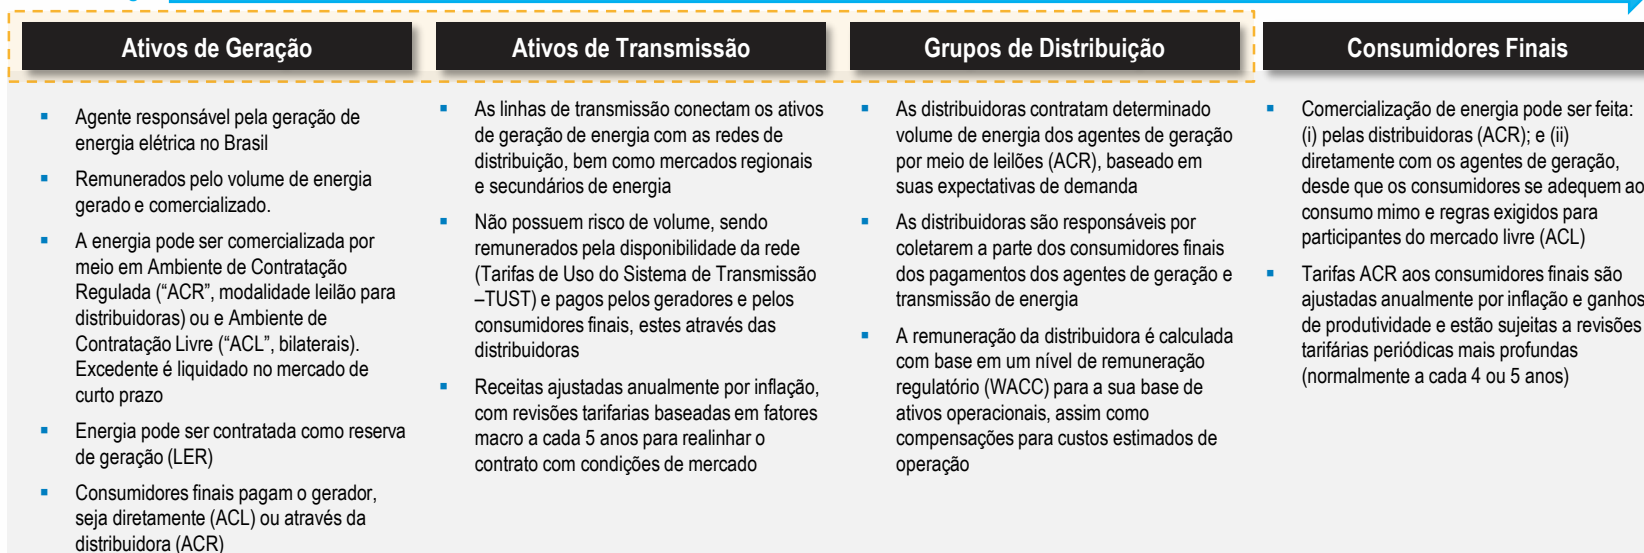 Ativos de Geração
▪ Agente responsável pela geração de
energia elétrica no Brasil
▪ Remunerados pelo volume de energia
gerado e comercializado.
▪ A energia pode ser comercializada por
meio em Ambiente de Contratação
Regulada (“ACR”, modalidade leilão para
distribuidoras) ou e Ambiente de
Contratação Livre (“ACL”, bilaterais).
Excedente é liquidado no mercado de
curto prazo
▪ Energia pode ser contratada como reserva
de geração (LER)
▪ Consumidores finais pagam o gerador,
seja diretamente (ACL) ou através da
distribuidora (ACR)
Ativos de Transmissão
▪ As linhas de transmissão conectam os ativos
de geração de energia com as redes de
distribuição, bem como mercados regionais
e secundários de energia
▪ Não possuem risco de volume, sendo
remunerados pela disponibilidade da rede
(Tarifas de Uso do Sistema de Transmissão
–TUST) e pagos pelos geradores e pelos
consumidores finais, estes através das
distribuidoras
▪ Receitas ajustadas anualmente por inflação,
com revisões tarifarias baseadas em fatores
macro a cada 5 anos para realinhar o
contrato com condições de mercado
Grupos de Distribuição
▪ As distribuidoras contratam determinado
volume de energia dos agentes de geração
por meio de leilões (ACR), baseado em
suas expectativas de demanda
▪ As distribuidoras são responsáveis por
coletarem a parte dos consumidores finais
dos pagamentos dos agentes de geração e
transmissão de energia
▪ A remuneração da distribuidora é calculada
com base em um nível de remuneração
regulatório (WACC) para a sua base de
ativos operacionais, assim como
compensações para custos estimados de
operação
Consumidores Finais
▪ Comercialização de energia pode ser feita:
(i) pelas distribuidoras (ACR); e (ii)
diretamente com os agentes de geração,
desde que os consumidores se adequem ao
consumo mimo e regras exigidos para
participantes do mercado livre (ACL)
▪ Tarifas ACR aos consumidores finais são
ajustadas anualmente por inflação e ganhos
de produtividade e estão sujeitas a revisões
tarifárias periódicas mais profundas
(normalmente a cada 4 ou 5 anos)